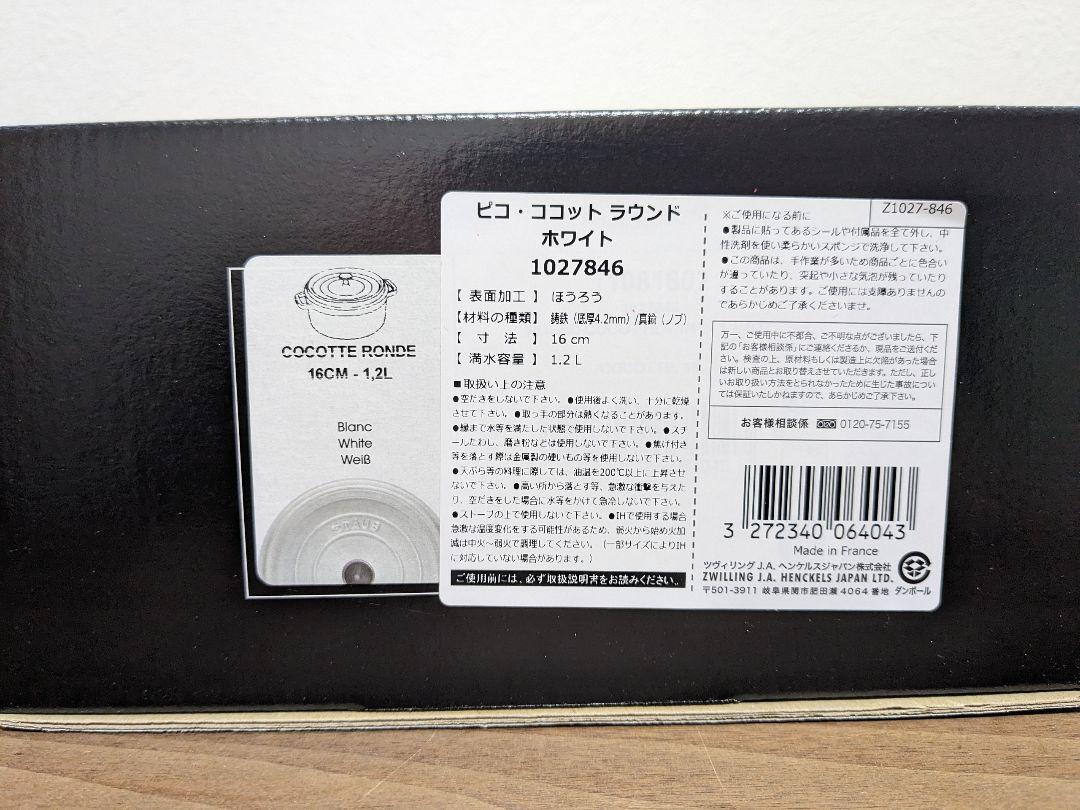 COCOTTE RONDE
16CM - 1,2L
Blanc
White
Weiß
STAUB
ピコ・ココット ラウンド
ホワイト
1027846
【 表面加工 】 ほうろう
【材料の種類】 鋳鉄（底厚4.2mm）/真鍮（ノブ）
【 寸 法 】 16 cm
【 満水容量 】 1.2 L
■取扱い上の注意
●空だきをしないで下さい。●使用後よく洗い、十分に乾燥
させて下さい。●取っ手の部分は熱くなることがあります。
●縁まで水等を満たした状態で使用しないで下さい。●スチ
ールたわし、磨き粉などは使用しないで下さい。●焦げ付き
等を落とす際は金属製の硬いもの等を使用しないで下さい。
●天ぷら等の料理に際しては、油温を200℃以上に上昇させ
ないで下さい。●高い所から落とす等、急激な衝撃を与えた
り、空だきをした場合に水等をかけて急冷しないで下さい。
●ストーブの上で使用しないで下さい。●IHで使用する場合
急激な温度変化をする可能性があるため、弱火から始め火加
減は中火～弱火で調理してください。（一部サイズによりIH
に対応していない場合があります。）
ご使用前には、必ず取扱説明書をお読みください。
Z1027-846
※ご使用になる前に
●製品に貼ってあるシールや付属品を全て外し、中
性洗剤を使い柔らかいスポンジで洗浄して下さい。
●この商品は、手作業が多いため商品ごとに色合い
が違っていたり、突起や小さな気泡が残っていたり
することがあります。ご使用には支障ありませんの
であらかじめご了承くださいませ。
万一、ご使用中に不都合、ご不明な点がございましたら、下
記の「お客様相談係」にご連絡くださるか、現品をご送付くださ
い。検査の上、原材料もしくは製造上に欠陥があった場合
は新しい商品とお取り替えさせていただきます。ただし、正し
いお取り扱い方法をとられなかったために生じた事故につい
ては保証いたしかねますので、あらかじめご了承下さい。
お客様相談係 0120-75-7155
3 272340 064043
Made in France
ツヴィリング J.A. ヘンケルスジャパン株式会社
ZWILLING J.A. HENCKELS JAPAN LTD.
〒501-3911 岐阜県関市肥田瀬 4064 番地
ダンボール